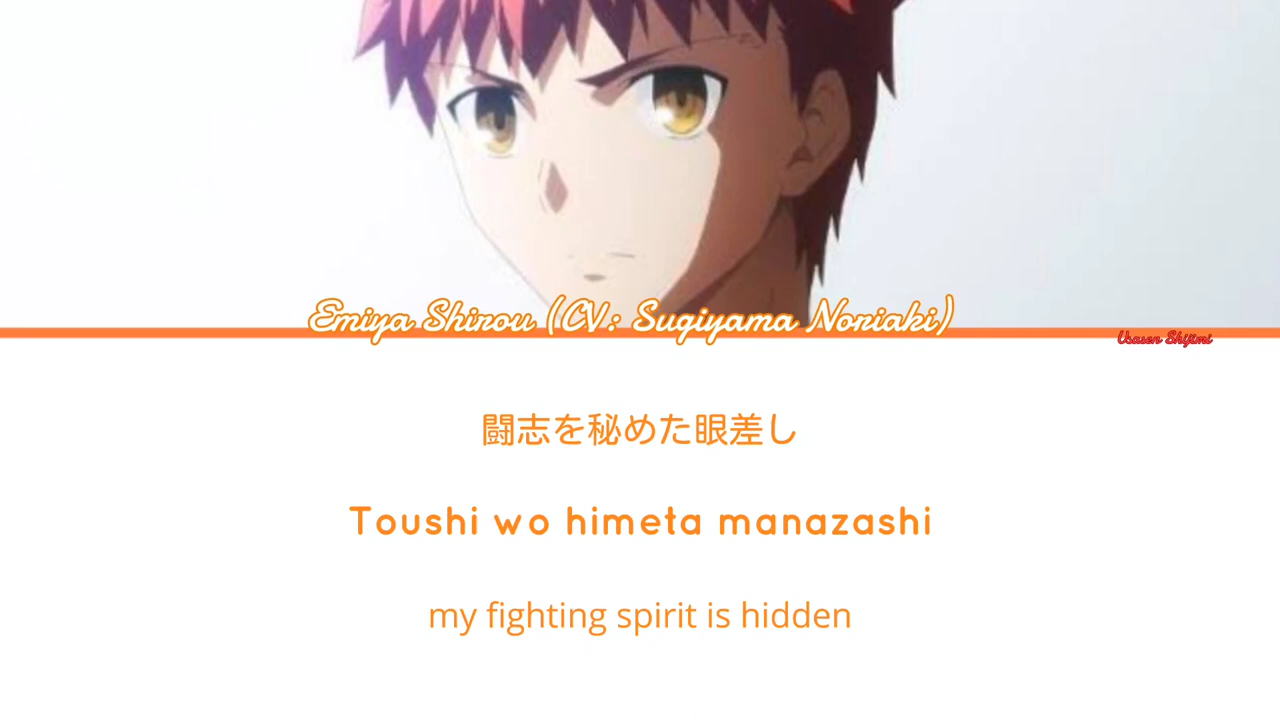 Emiya Shirou (CV: Sugiyama Noriaki)
Usasen Shijimi
闘志を秘めた眼差し
Toushi wo himeta manazashi
my fighting spirit is hidden